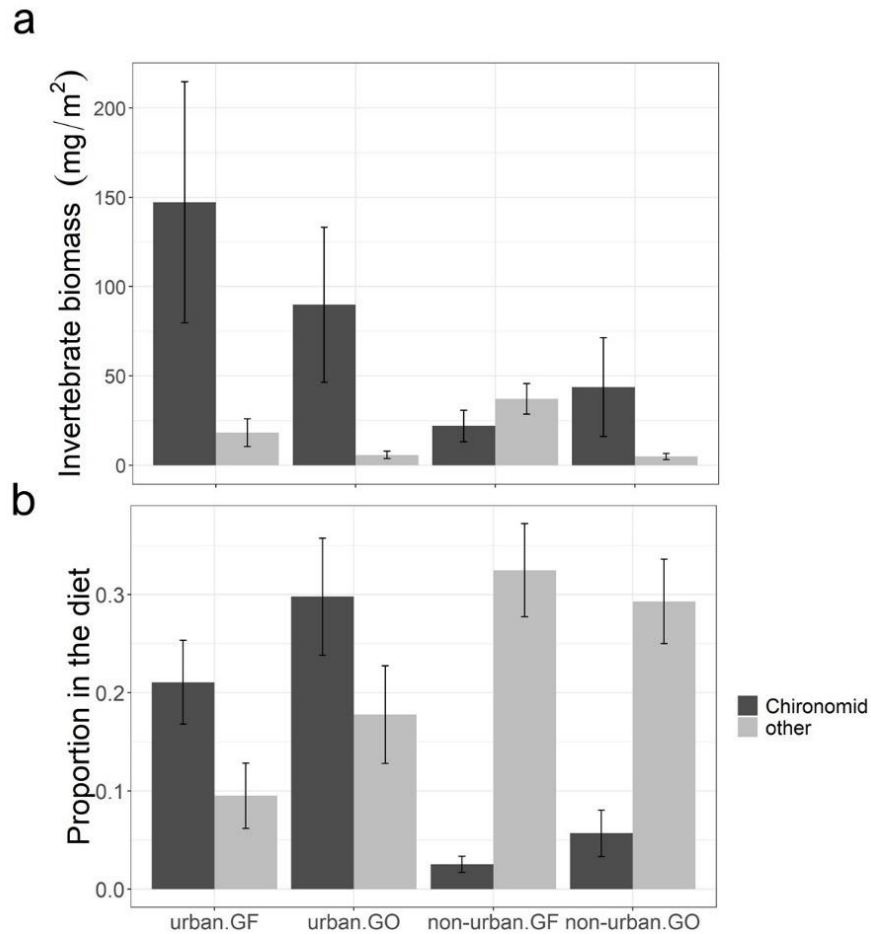 a
Invertebrate biomass (mg/m²)
200
150
100
50
0
b
Proportion in the diet
0.3
0.2
0.1
0.0
Chironomid
other
urban.GF urban.GO non-urban.GF non-urban.GO